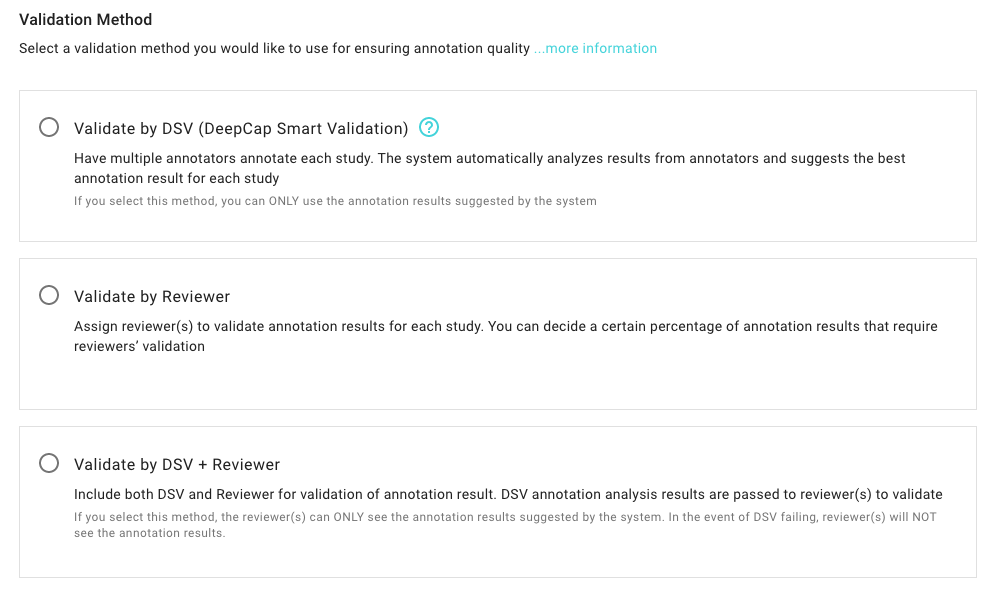 Validation Method
Select a validation method you would like to use for ensuring annotation quality ...more information
Validate by DSV (DeepCap Smart Validation) ?
Have multiple annotators annotate each study. The system automatically analyzes results from annotators and suggests the best
annotation result for each study
If you select this method, you can ONLY use the annotation results suggested by the system
Validate by Reviewer
Assign reviewer(s) to validate annotation results for each study. You can decide a certain percentage of annotation results that require
reviewers’ validation
Validate by DSV + Reviewer
Include both DSV and Reviewer for validation of annotation result. DSV annotation analysis results are passed to reviewer(s) to validate
If you select this method, the reviewer(s) can ONLY see the annotation results suggested by the system. In the event of DSV failing, reviewer(s) will NOT
see the annotation results.